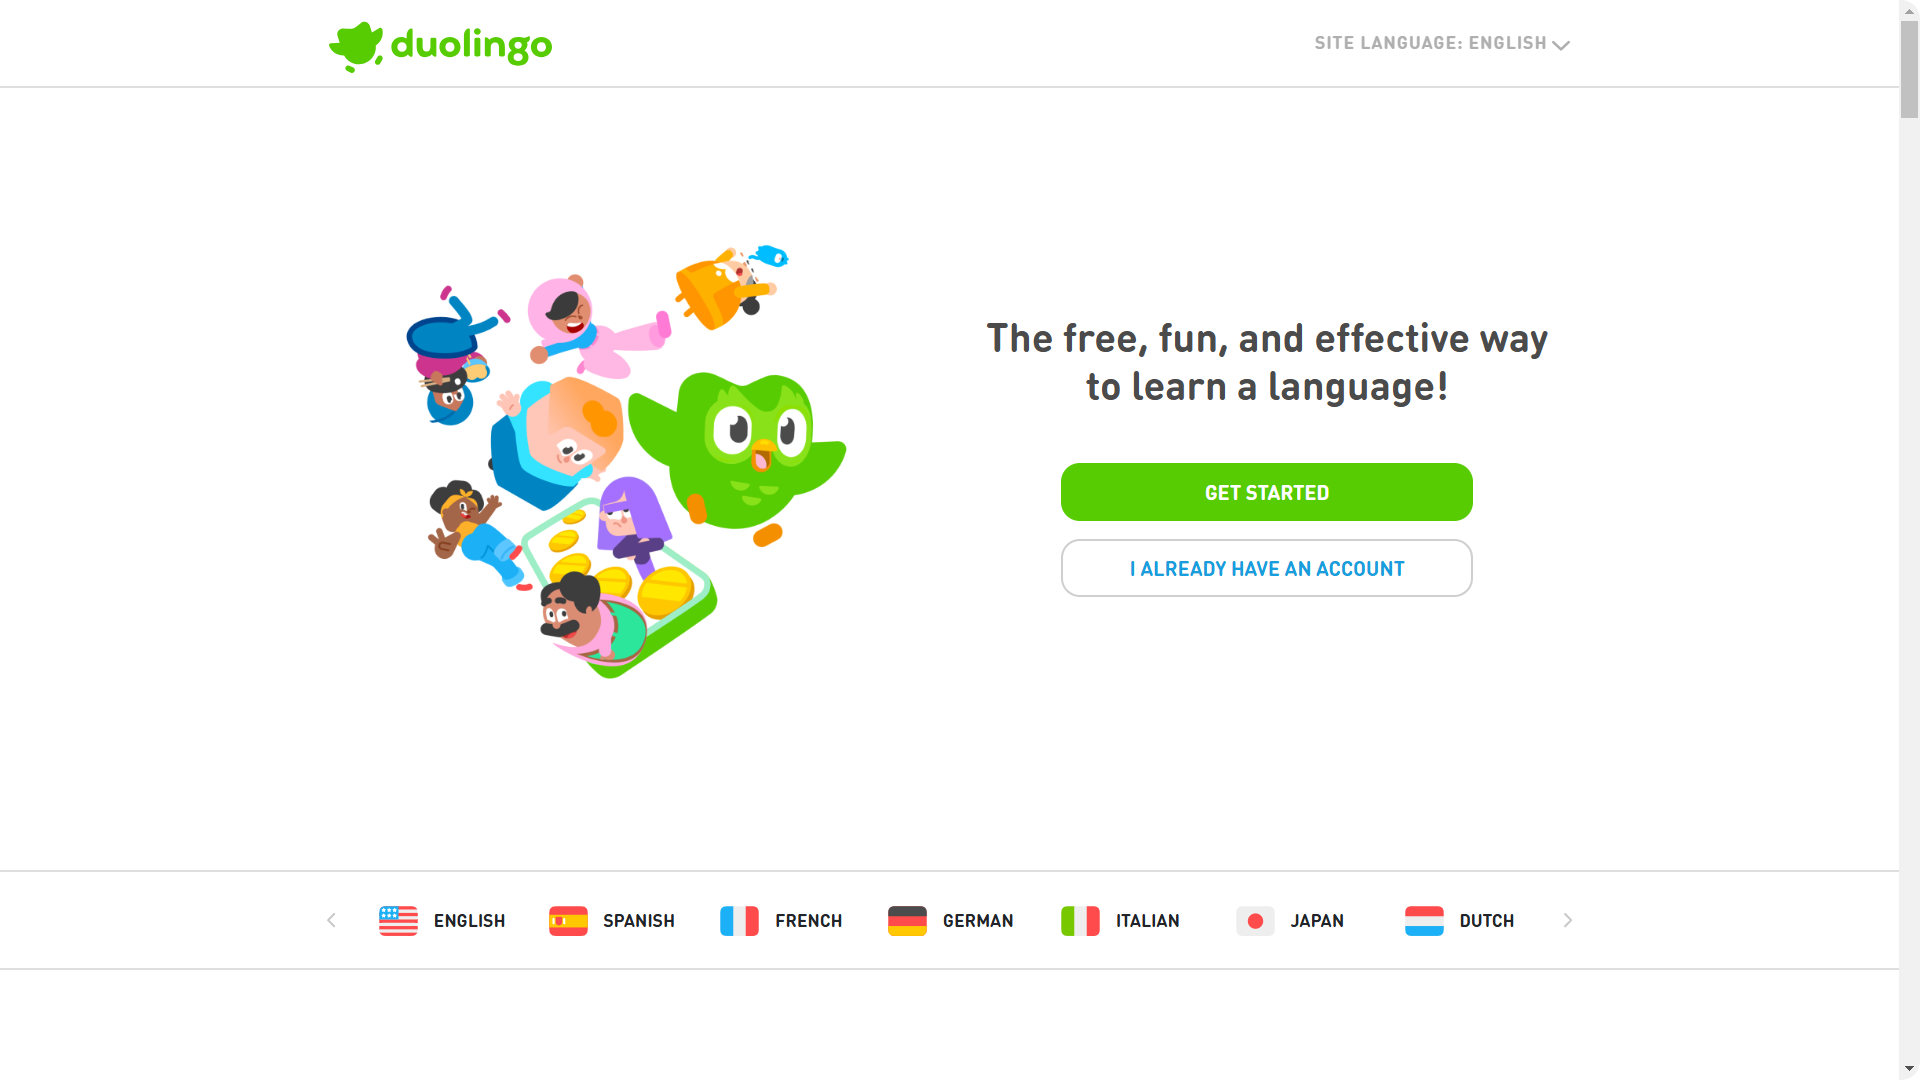 duolingo
SITE LANGUAGE: ENGLISH
The free, fun, and effective way
to learn a language!
GET STARTED
I ALREADY HAVE AN ACCOUNT
ENGLISH SPANISH FRENCH GERMAN ITALIAN JAPAN DUTCH